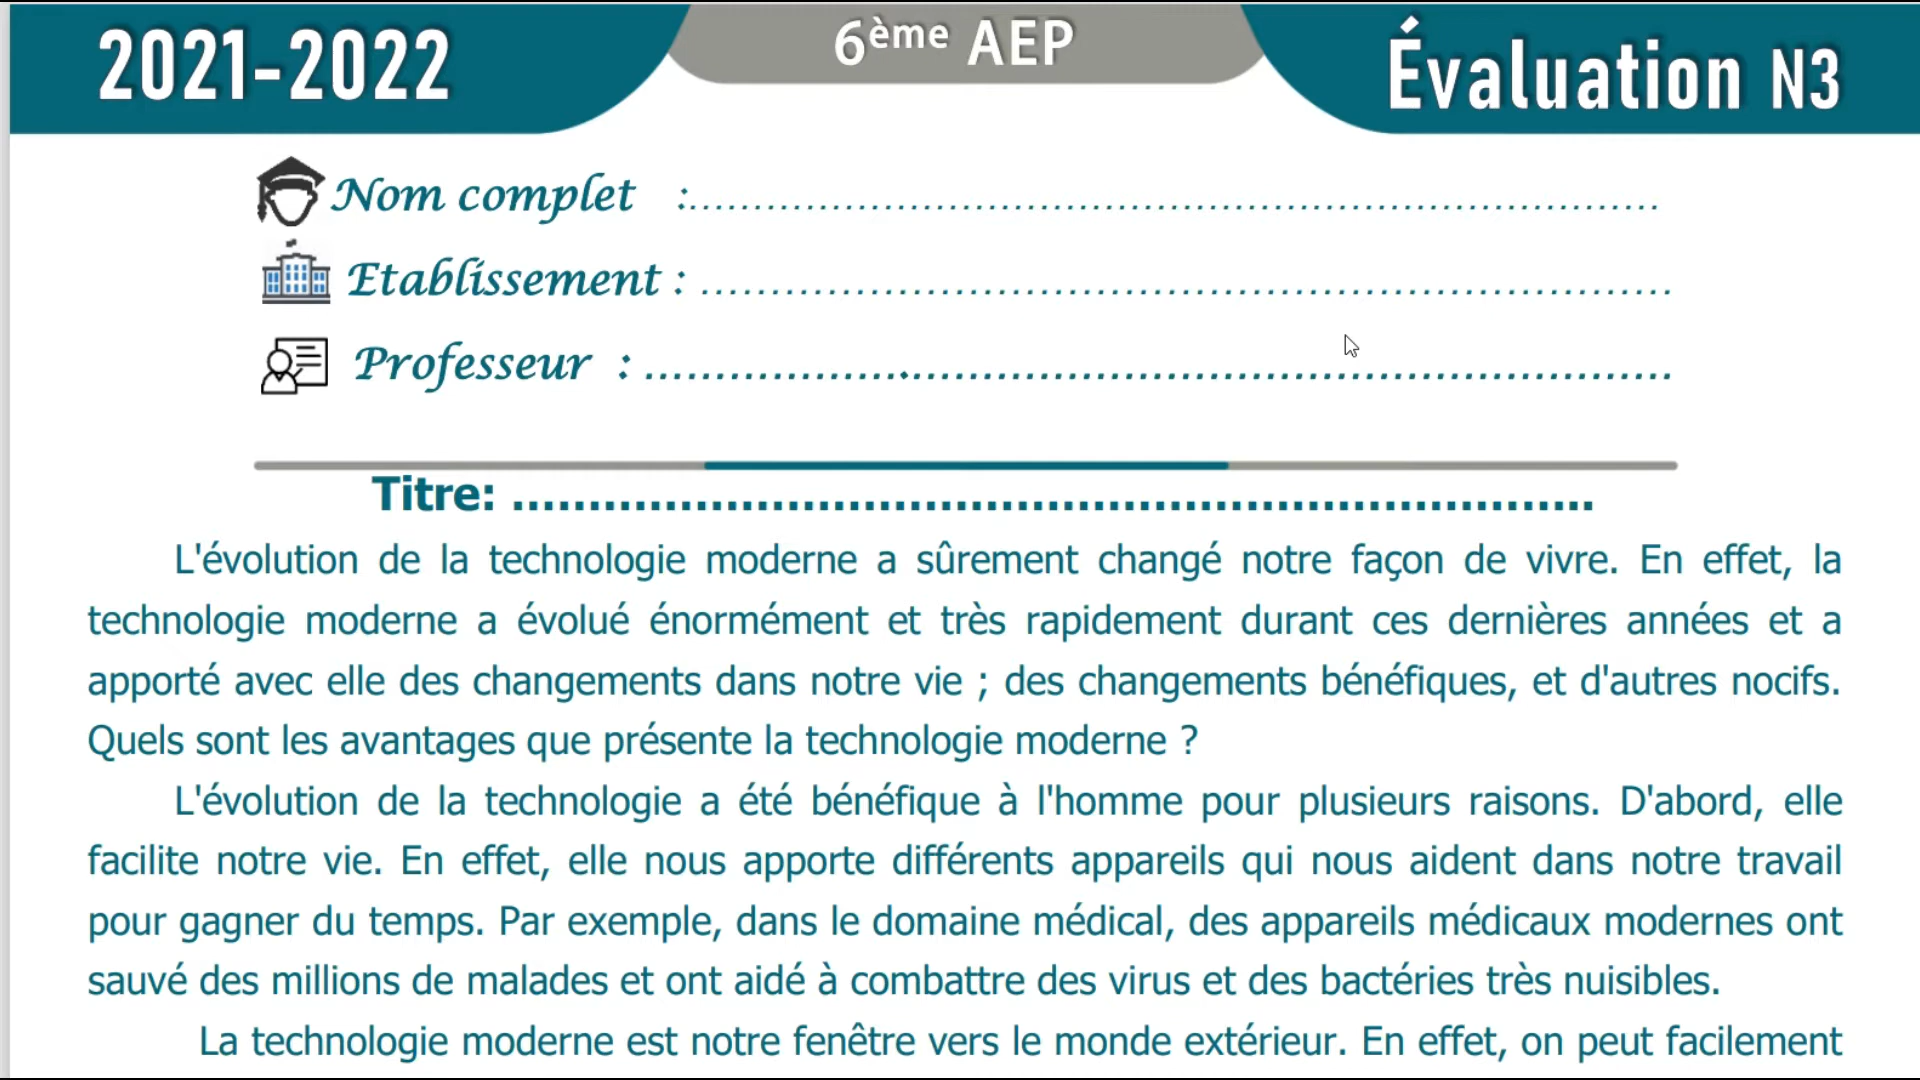 2021-2022
6ème AEP
Évaluation N3
Nom complet :............................................................................
Etablissement : .....................................................................
Professeur : .........................................................................
Titre: .......................................................................
L'évolution de la technologie moderne a sûrement changé notre façon de vivre. En effet, la
technologie moderne a évolué énormément et très rapidement durant ces dernières années et a
apporté avec elle des changements dans notre vie ; des changements bénéfiques, et d'autres nocifs.
Quels sont les avantages que présente la technologie moderne ?
L'évolution de la technologie a été bénéfique à l'homme pour plusieurs raisons. D'abord, elle
facilite notre vie. En effet, elle nous apporte différents appareils qui nous aident dans notre travail
pour gagner du temps. Par exemple, dans le domaine médical, des appareils médicaux modernes ont
sauvé des millions de malades et ont aidé à combattre des virus et des bactéries très nuisibles.
La technologie moderne est notre fenêtre vers le monde extérieur. En effet, on peut facilement